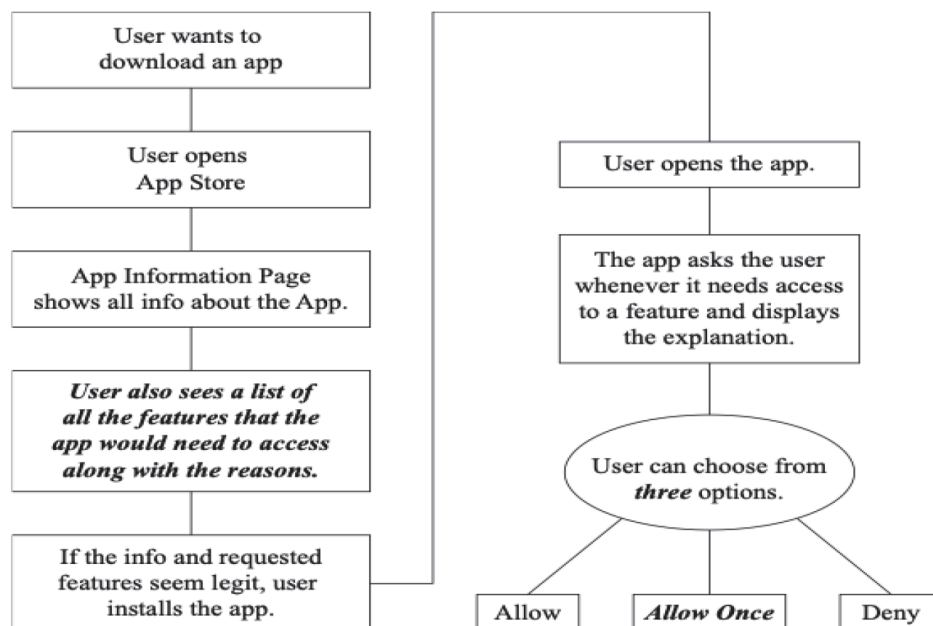 User wants to
download an app
User opens
App Store
App Information Page
shows all info about the App.
User also sees a list of
all the features that the
app would need to access
along with the reasons.
If the info and requested
features seem legit, user
installs the app.
User opens the app.
The app asks the user
whenever it needs access
to a feature and displays
the explanation.
User can choose from
three options.
Allow
Allow Once
Deny